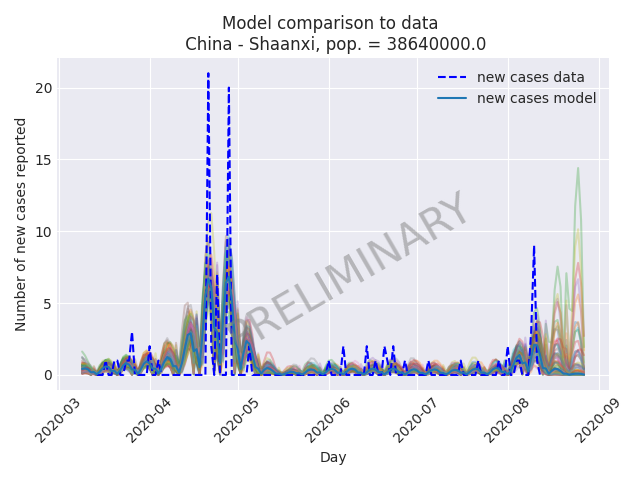 Model comparison to data
China - Shaanxi, pop. = 38640000.0
new cases data
new cases model
PRELIMINARY
Number of new cases reported
20
15
10
5
0
2020-03
2020-04
2020-05
2020-06
2020-07
2020-08
2020-09
Day